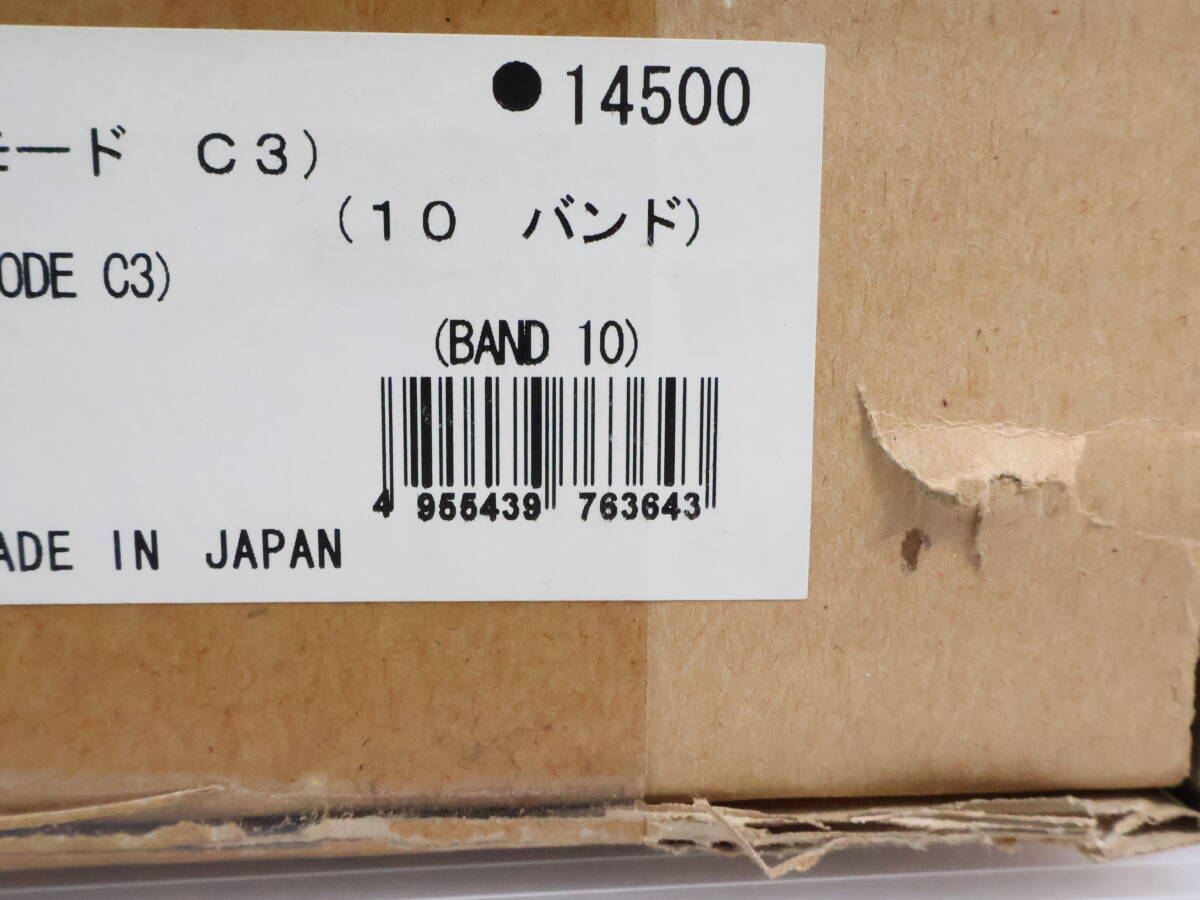 ●14500
モード　C3)
(10　バンド)
ODE C3)
(BAND 10)
4 955439 763643
ADE IN JAPAN